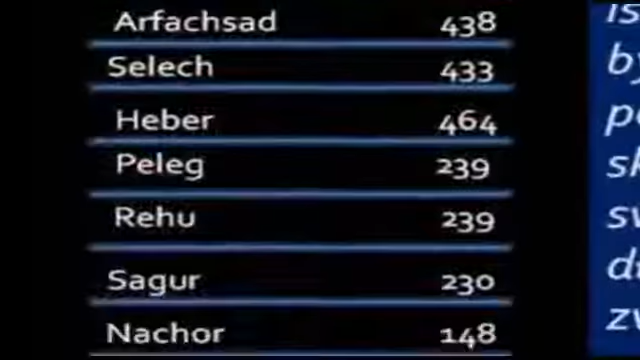 Arfachsad 438
Selech 433
Heber 464
Peleg 239
Rehu 239
Sagur 230
Nachor 148